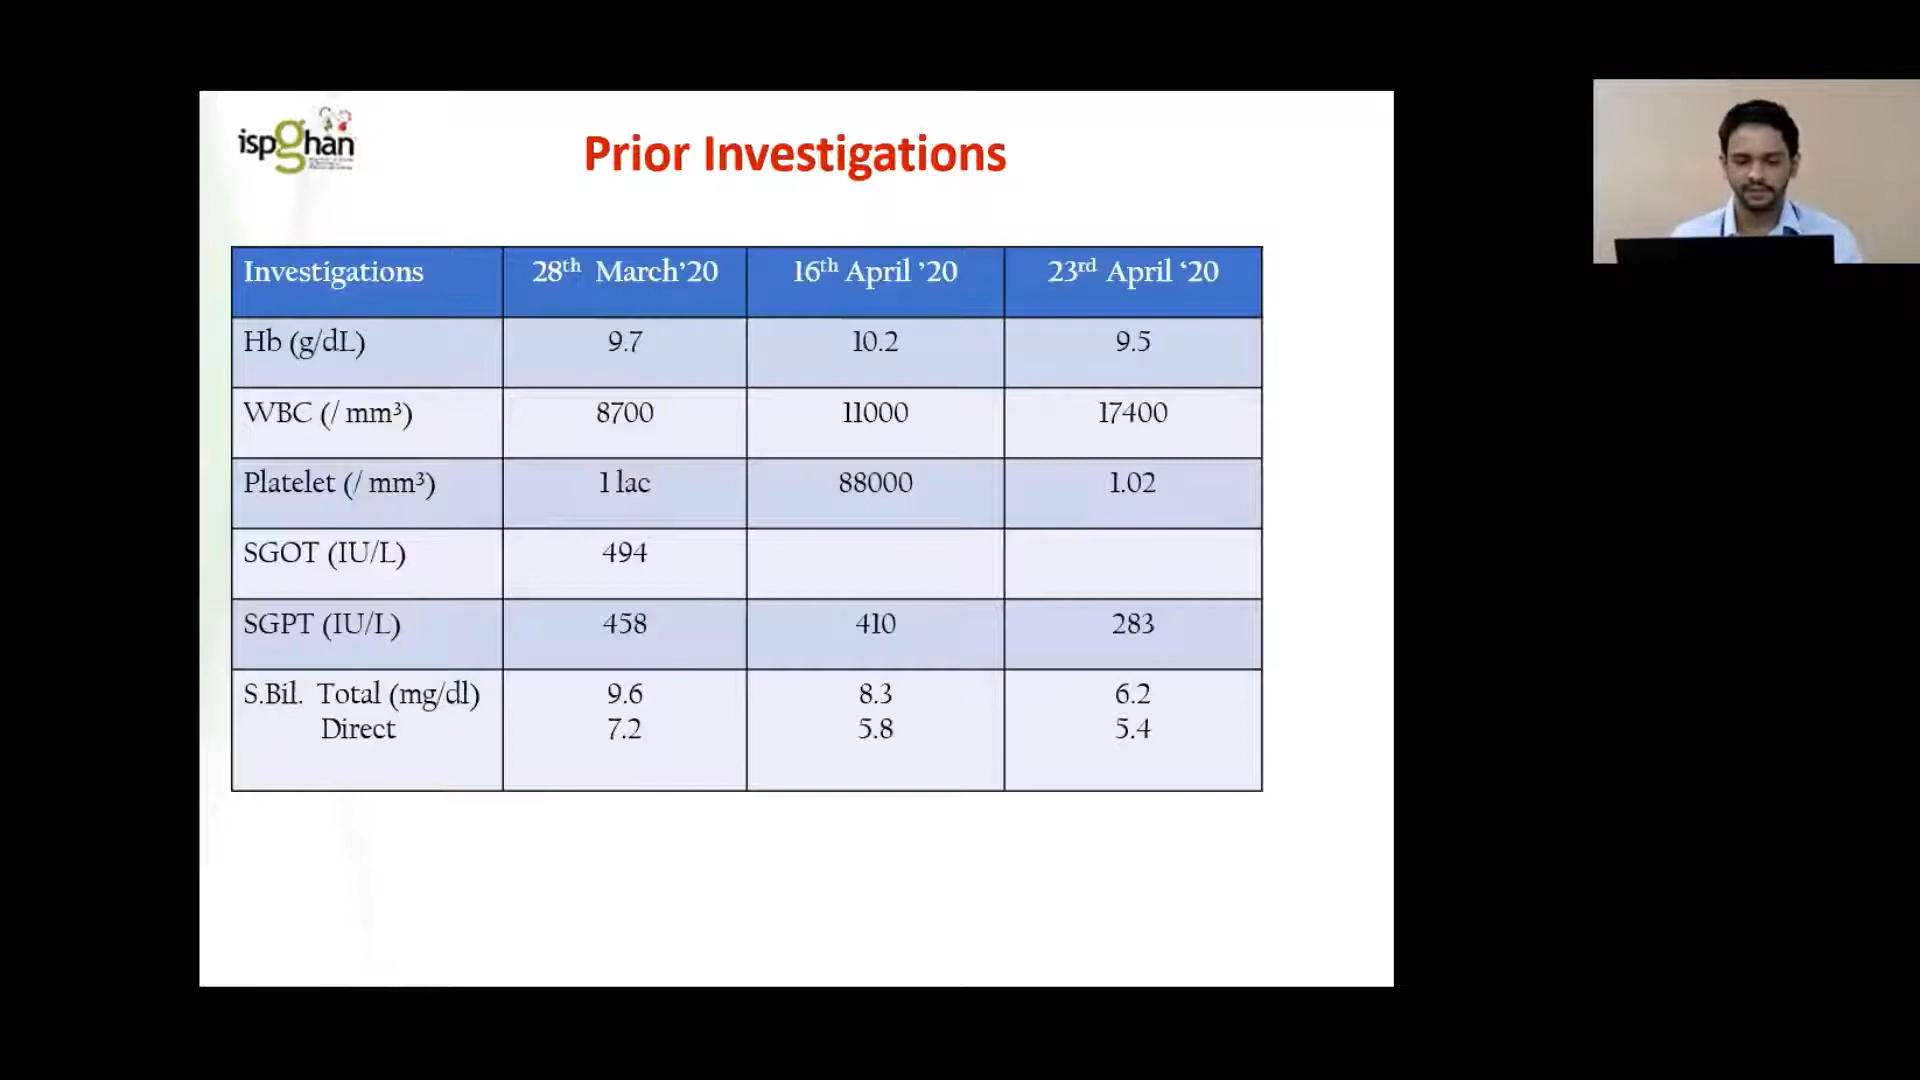 ispghan
Prior Investigations
Investigations 28th March’20 16th April ’20 23rd April ‘20
Hb (g/dL) 9.7 10.2 9.5
WBC (/ mm³) 8700 11000 17400
Platelet (/ mm³) 1 lac 88000 1.02
SGOT (IU/L) 494
SGPT (IU/L) 458 410 283
S.Bil. Total (mg/dl) 9.6 8.3 6.2
Direct 7.2 5.8 5.4